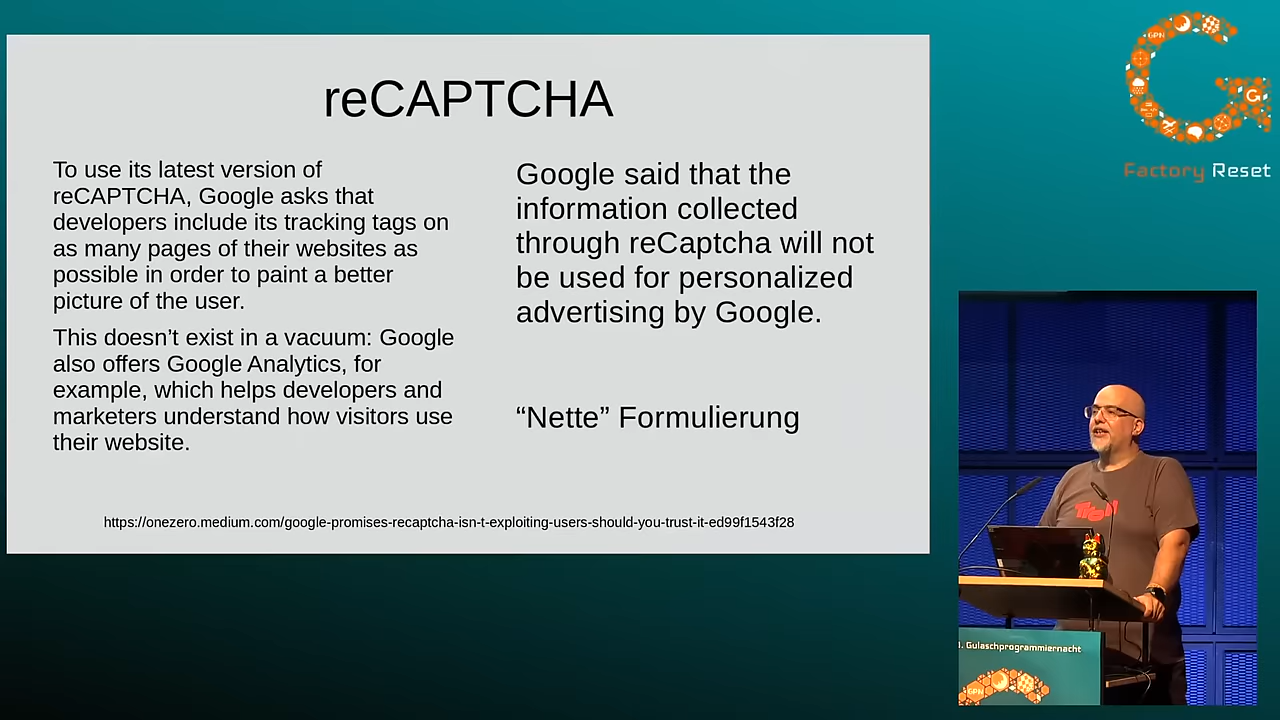 reCAPTCHA
To use its latest version of
reCAPTCHA, Google asks that
developers include its tracking tags on
as many pages of their websites as
possible in order to paint a better
picture of the user.
This doesn’t exist in a vacuum: Google
also offers Google Analytics, for
example, which helps developers and
marketers understand how visitors use
their website.
Google said that the
information collected
through reCaptcha will not
be used for personalized
advertising by Google.
“Nette” Formulierung
https://onezero.medium.com/google-promises-recaptcha-isn-t-exploiting-users-should-you-trust-it-ed99f1543f28
GPN
G
Factory Reset
Troll
. Gulaschprogrammiernacht
GPN